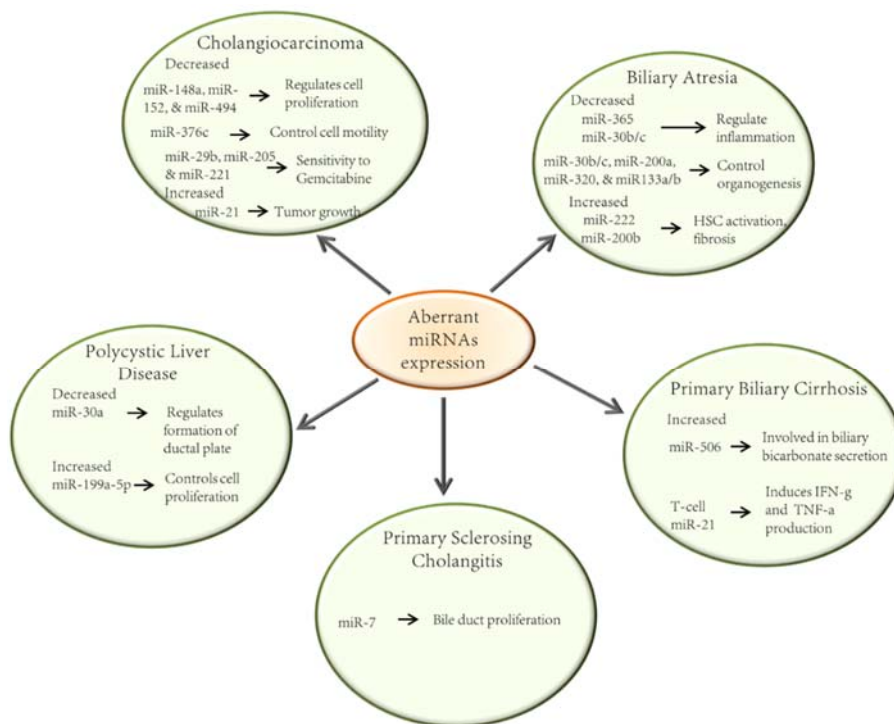 Cholangiocarcinoma
Decreased
miR-148a, miR-
152, & miR-494
Regulates cell
proliferation
miR-376c
Control cell motility
miR-29b, miR-205
& miR-221
Sensitivity to
Gemcitabine
Increased
miR-21
Tumor growth
Biliary Atresia
Decreased
miR-365
miR-30b/c
Regulate
inflammation
miR-30b/c, miR-200a,
miR-320, & miR133a/b
Control
organogenesis
Increased
miR-222
miR-200b
HSC activation,
fibrosis
Aberrant
miRNAs
expression
Polycystic Liver
Disease
Decreased
miR-30a
Regulates
formation of
ductal plate
Increased
miR-199a-5p
Controls cell
proliferation
Primary Biliary Cirrhosis
Increased
miR-506
Involved in biliary
bicarbonate secretion
T-cell
miR-21
Induces IFN-g
and TNF-a
production
Primary Sclerosing
Cholangitis
miR-7
Bile duct proliferation